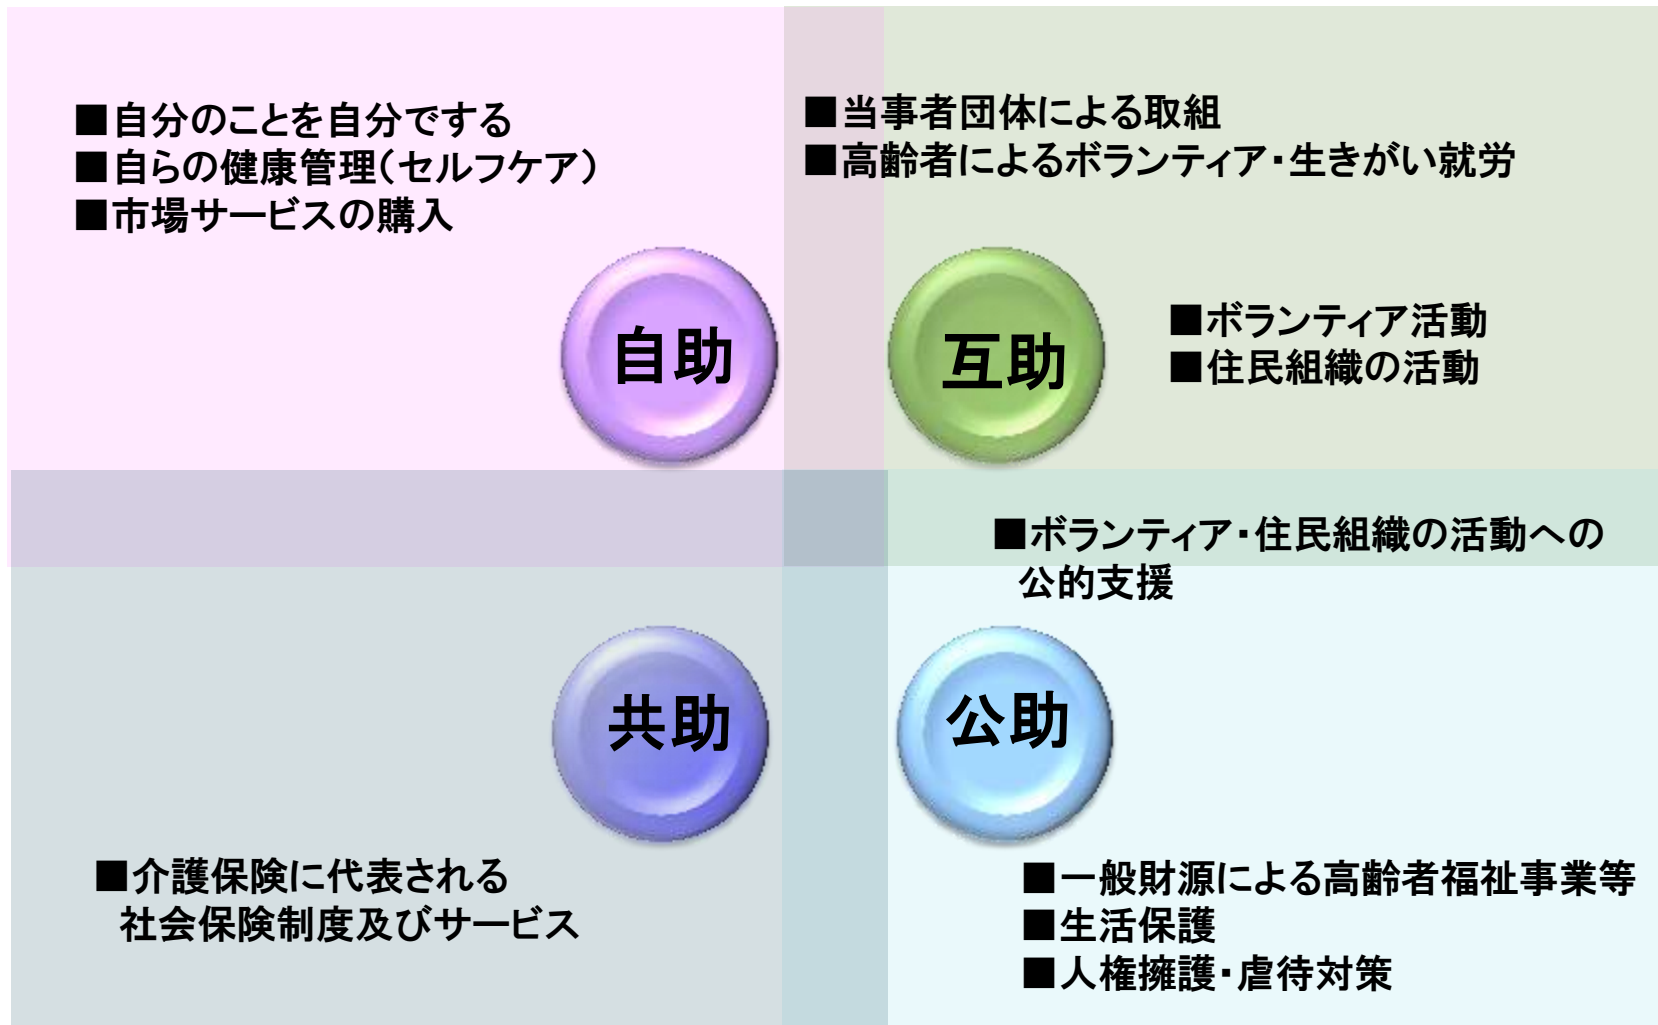 ■自分のことを自分でする
■自らの健康管理(セルフケア)
■市場サービスの購入
■当事者団体による取組
■高齢者によるボランティア・生きがい就労
自助
互助
■ボランティア活動
■住民組織の活動
■ボランティア・住民組織の活動への
公的支援
共助
公助
■介護保険に代表される
社会保険制度及びサービス
■一般財源による高齢者福祉事業等
■生活保護
■人権擁護・虐待対策